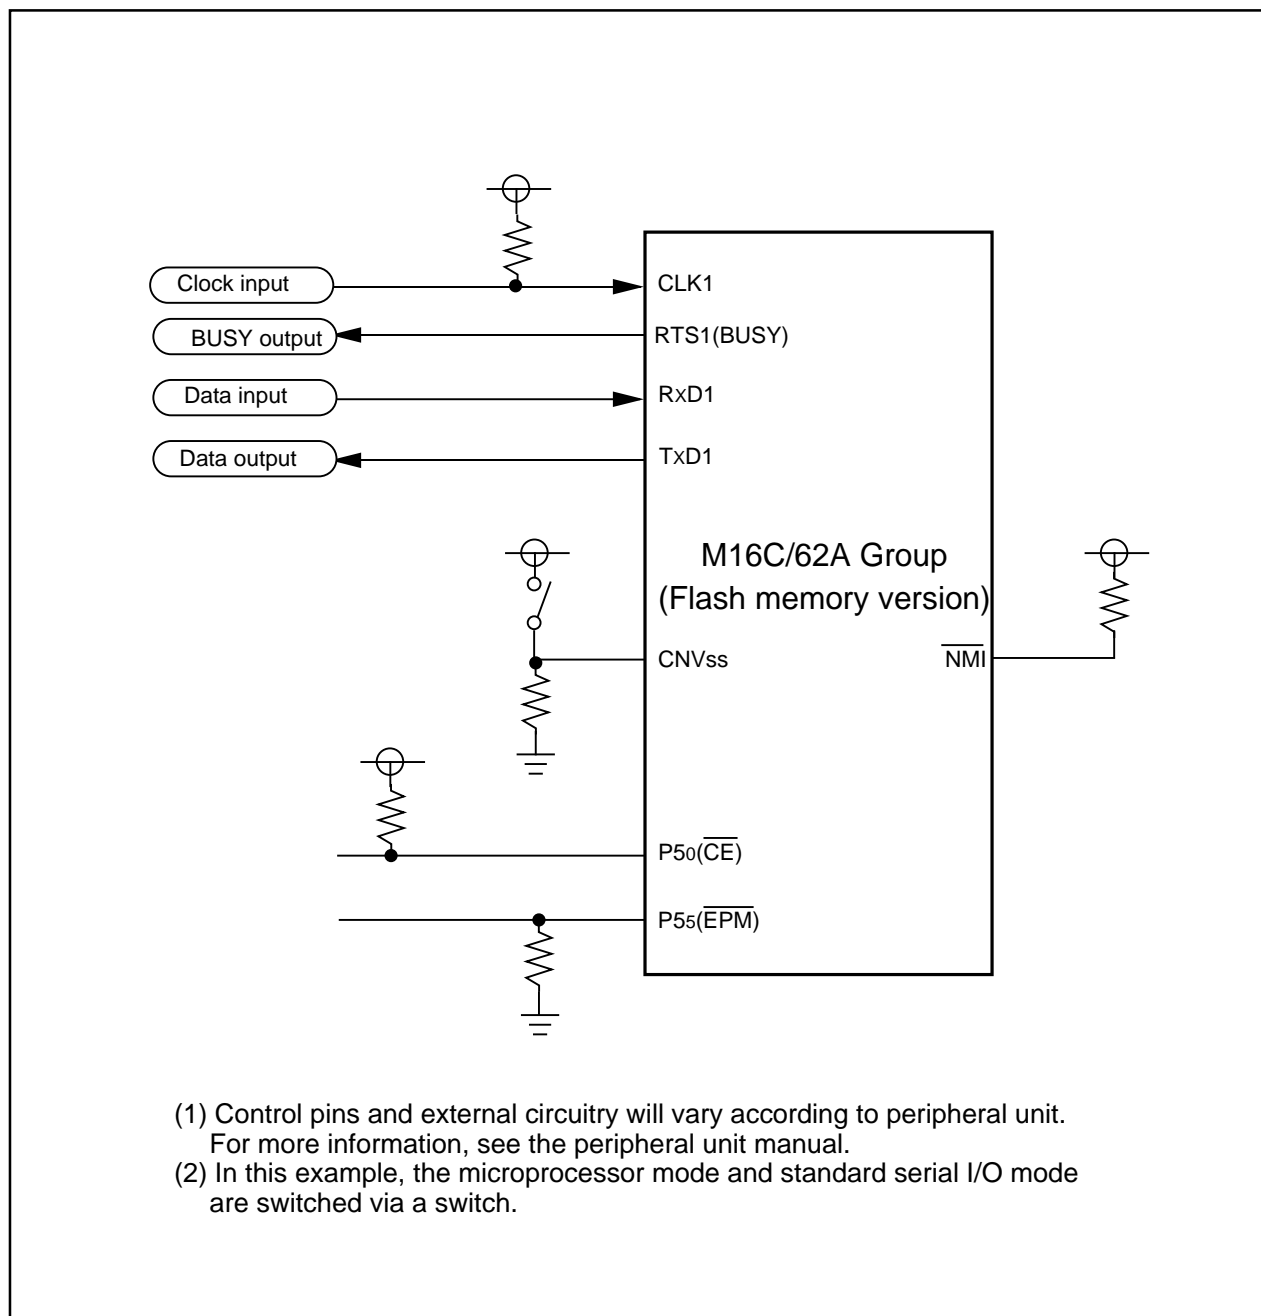 Clock input
CLK1
BUSY output
RTS1(BUSY)
Data input
RxD1
Data output
TxD1
M16C/62A Group
(Flash memory version)
CNVss
NMI
P50(CE)
P55(EPM)
(1) Control pins and external circuitry will vary according to peripheral unit.
For more information, see the peripheral unit manual.
(2) In this example, the microprocessor mode and standard serial I/O mode
are switched via a switch.